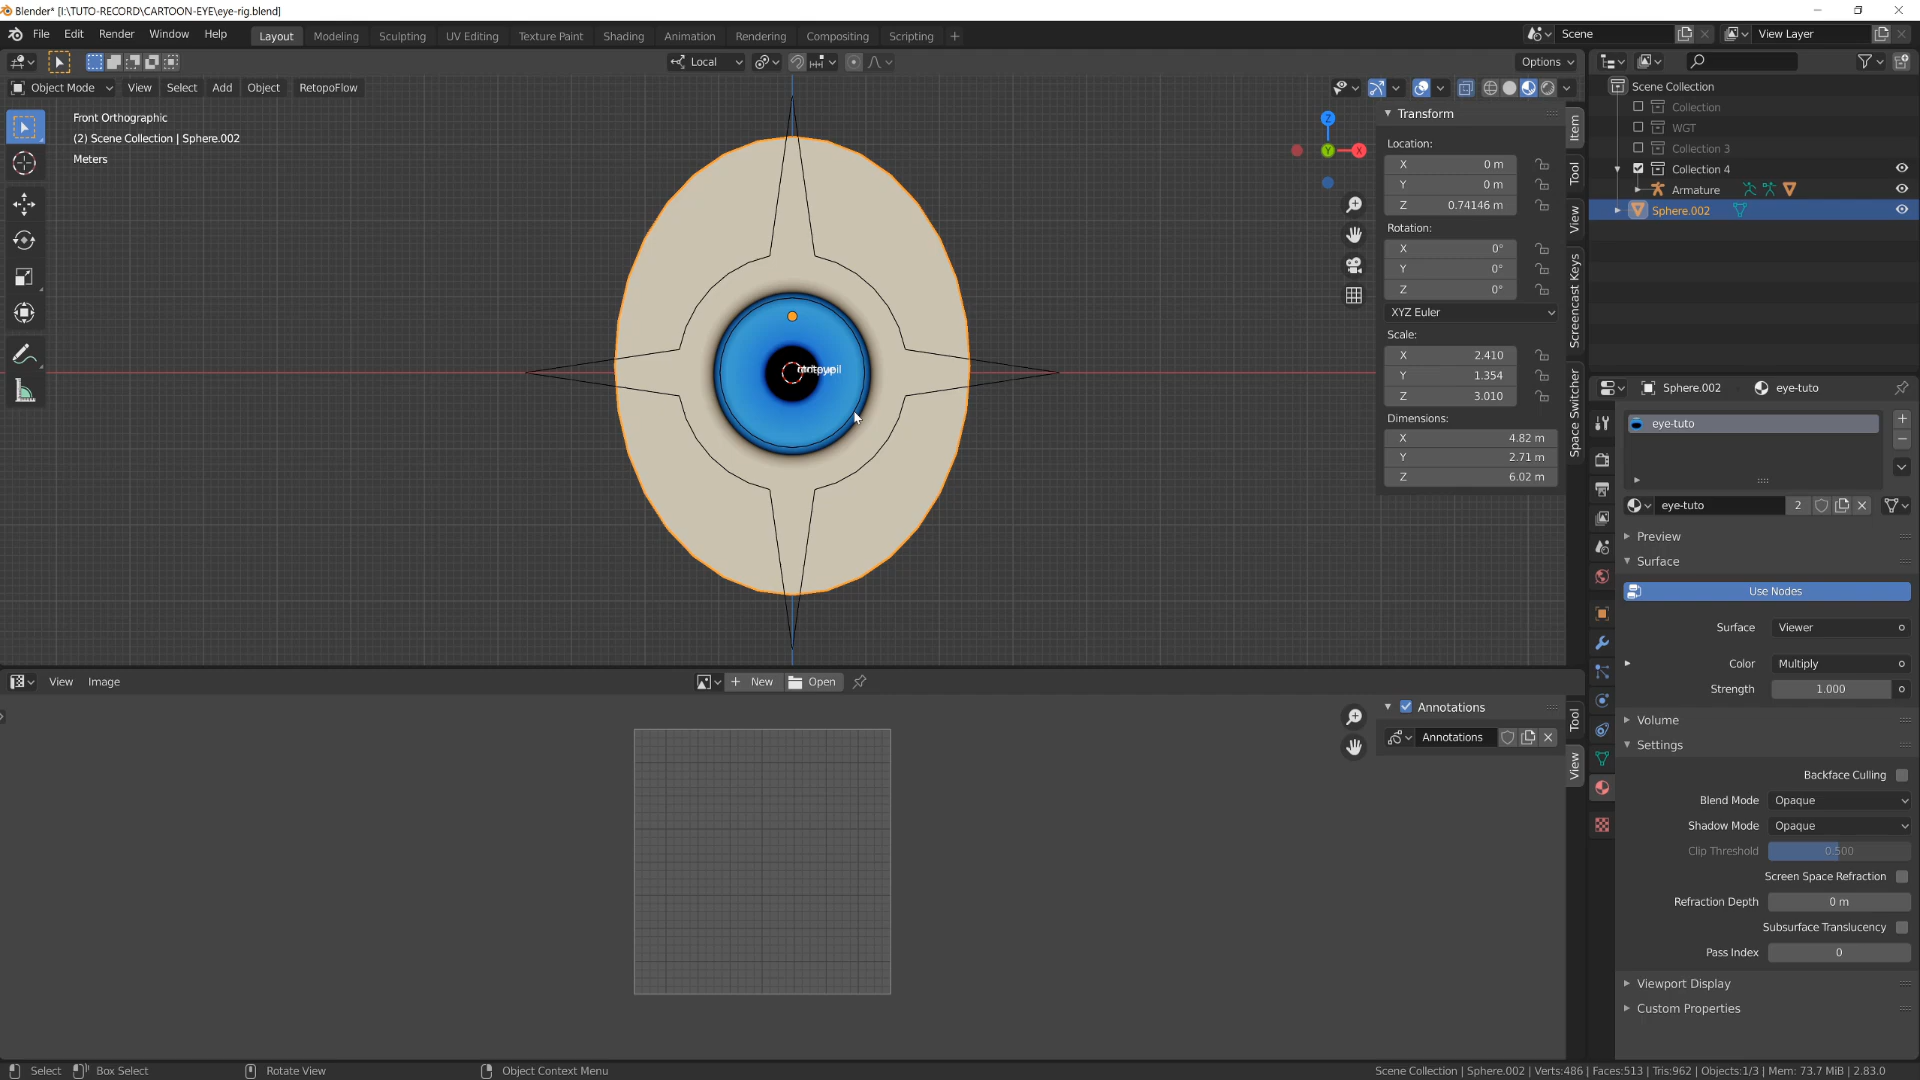 Blender* [I:\TUTO-RECORD\CARTOON-EYE\eye-rig.blend]
File Edit Render Window Help Layout Modeling Sculpting UV Editing Texture Paint Shading Animation Rendering Compositing Scripting Scene View Layer
Local Options
Object Mode View Select Add Object RetopoFlow
Front Orthographic
(2) Scene Collection | Sphere.002
Meters
Z
Y
X
Transform
Location:
X 0 m
Y 0 m
Z 0.74146 m
Rotation:
X 0°
Y 0°
Z 0°
XYZ Euler
Scale:
X 2.410
Y 1.354
Z 3.010
Dimensions:
X 4.82 m
Y 2.71 m
Z 6.02 m
Item
Tool
View
Screencast Keys
Space Switcher
Scene Collection
Collection
WGT
Collection 3
Collection 4
Armature
Sphere.002
Sphere.002 eye-tuto
eye-tuto
eye-tuto 2
Preview
Surface
Use Nodes
Surface Viewer
Color Multiply
Strength 1.000
Volume
Settings
Backface Culling
Blend Mode Opaque
Shadow Mode Opaque
Clip Threshold 0.500
Screen Space Refraction
Refraction Depth 0 m
Subsurface Translucency
Pass Index 0
Viewport Display
Custom Properties
View Image New Open
Annotations
Annotations
Tool
View
Select Box Select Rotate View Object Context Menu Scene Collection | Sphere.002 | Verts:486 | Faces:513 | Tris:962 | Objects:1/3 | Mem: 73.7 MiB | 2.83.0